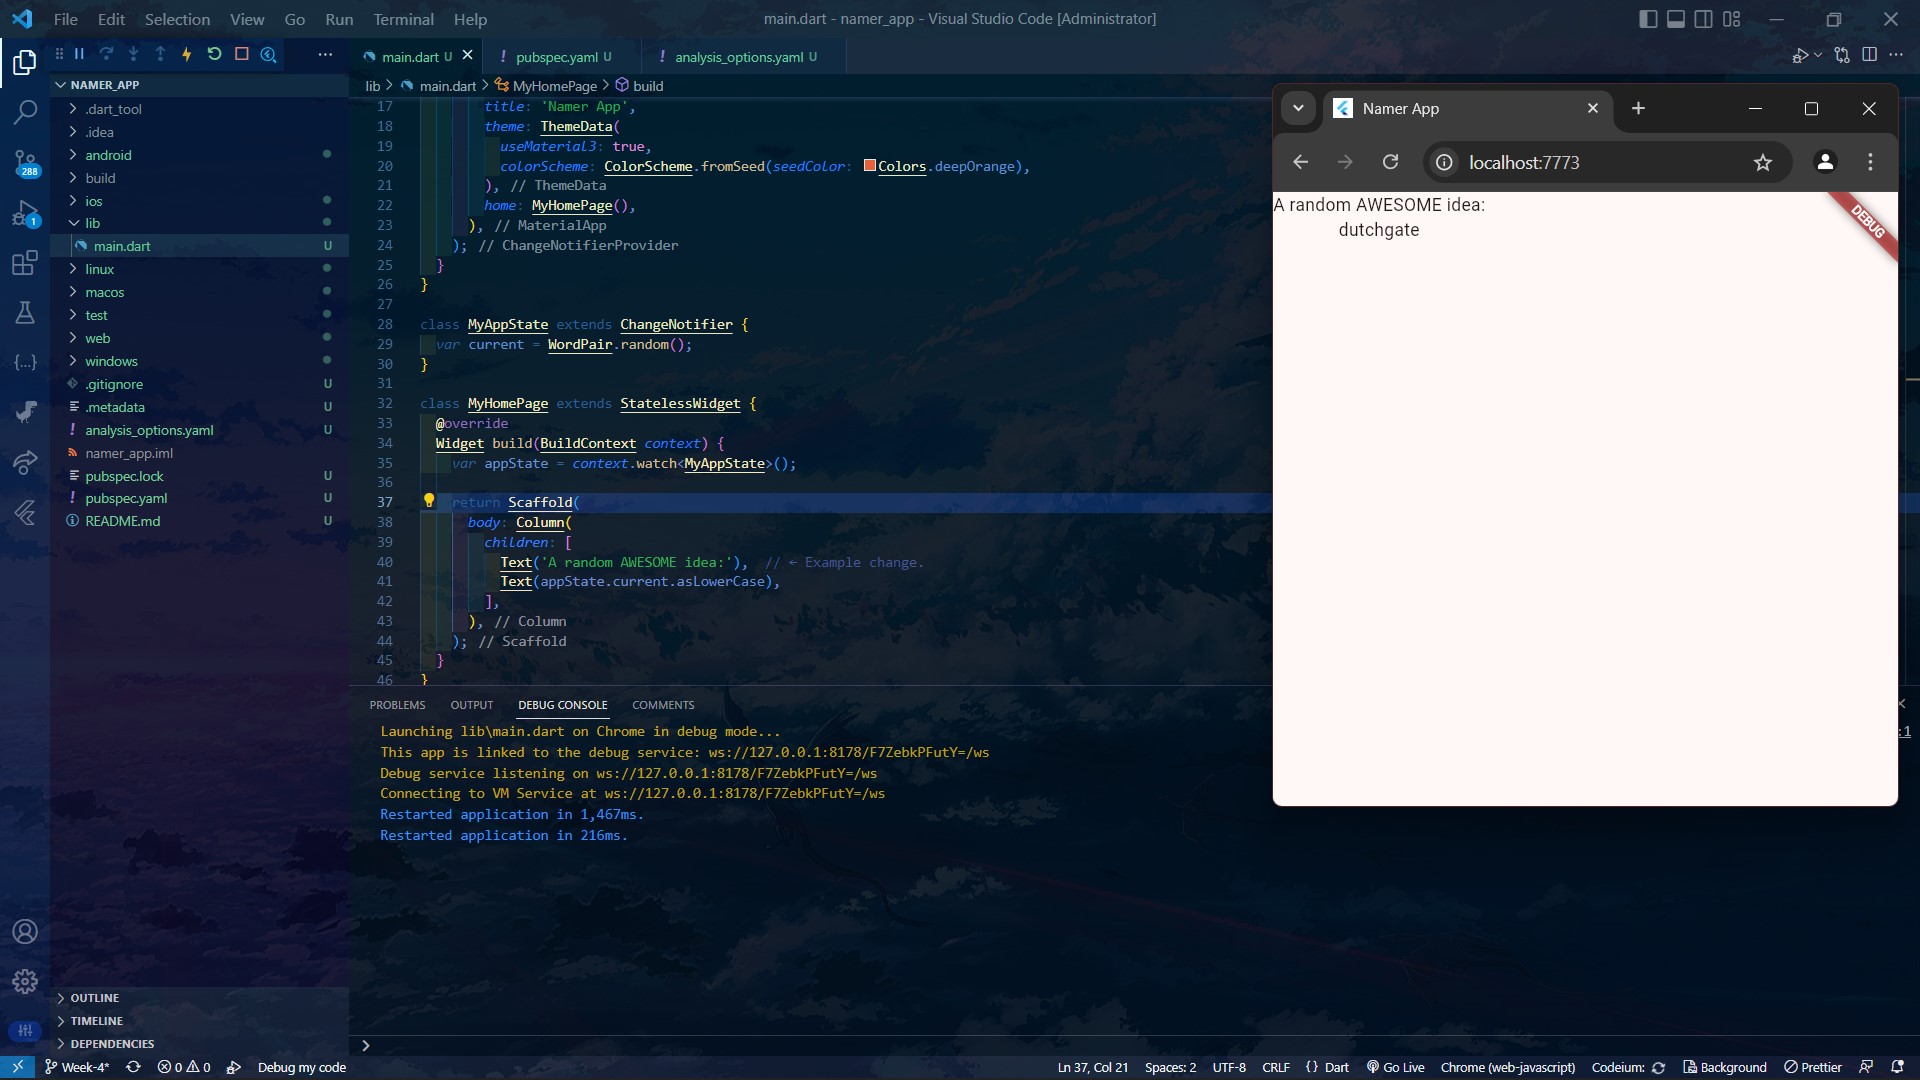 File Edit Selection View Go Run Terminal Help
main.dart - namer_app - Visual Studio Code [Administrator]
main.dart U
pubspec.yaml U
analysis_options.yaml U
lib > main.dart > MyHomePage > build
NAMER_APP
.dart_tool
.idea
android
build
ios
lib
main.dart U
linux
macos
test
web
windows
.gitignore U
.metadata U
analysis_options.yaml U
namer_app.iml
pubspec.lock U
pubspec.yaml U
README.md U
288
1
OUTLINE
TIMELINE
DEPENDENCIES
17 title: 'Namer App',
18 theme: ThemeData(
19 useMaterial3: true,
20 colorScheme: ColorScheme.fromSeed(seedColor: Colors.deepOrange),
21 ), // ThemeData
22 home: MyHomePage(),
23 ), // MaterialApp
24 ); // ChangeNotifierProvider
25 }
26 }
27
28 class MyAppState extends ChangeNotifier {
29 var current = WordPair.random();
30 }
31
32 class MyHomePage extends StatelessWidget {
33 @override
34 Widget build(BuildContext context) {
35 var appState = context.watch<MyAppState>();
36
37 return Scaffold(
38 body: Column(
39 children: [
40 Text('A random AWESOME idea:'), // ← Example change.
41 Text(appState.current.asLowerCase),
42 ],
43 ), // Column
44 ); // Scaffold
45 }
46 }
PROBLEMS OUTPUT DEBUG CONSOLE COMMENTS
Launching lib\main.dart on Chrome in debug mode...
This app is linked to the debug service: ws://127.0.0.1:8178/F7ZebkPFutY=/ws
Debug service listening on ws://127.0.0.1:8178/F7ZebkPFutY=/ws
Connecting to VM Service at ws://127.0.0.1:8178/F7ZebkPFutY=/ws
Restarted application in 1,467ms.
Restarted application in 216ms.
:1
Namer App
localhost:7773
A random AWESOME idea:
dutchgate
DEBUG
Week-4* 0 0 Debug my code Ln 37, Col 21 Spaces: 2 UTF-8 CRLF {} Dart Go Live Chrome (web-javascript) Codeium: Background Prettier